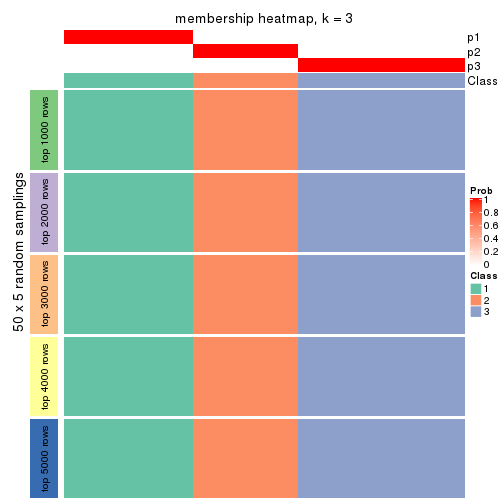 membership heatmap, k = 3
p1
p2
p3
Class
50 x 5 random samplings
top 1000 rows
top 2000 rows
top 3000 rows
top 4000 rows
top 5000 rows
Prob
1
0.8
0.6
0.4
0.2
0
Class
1
2
3